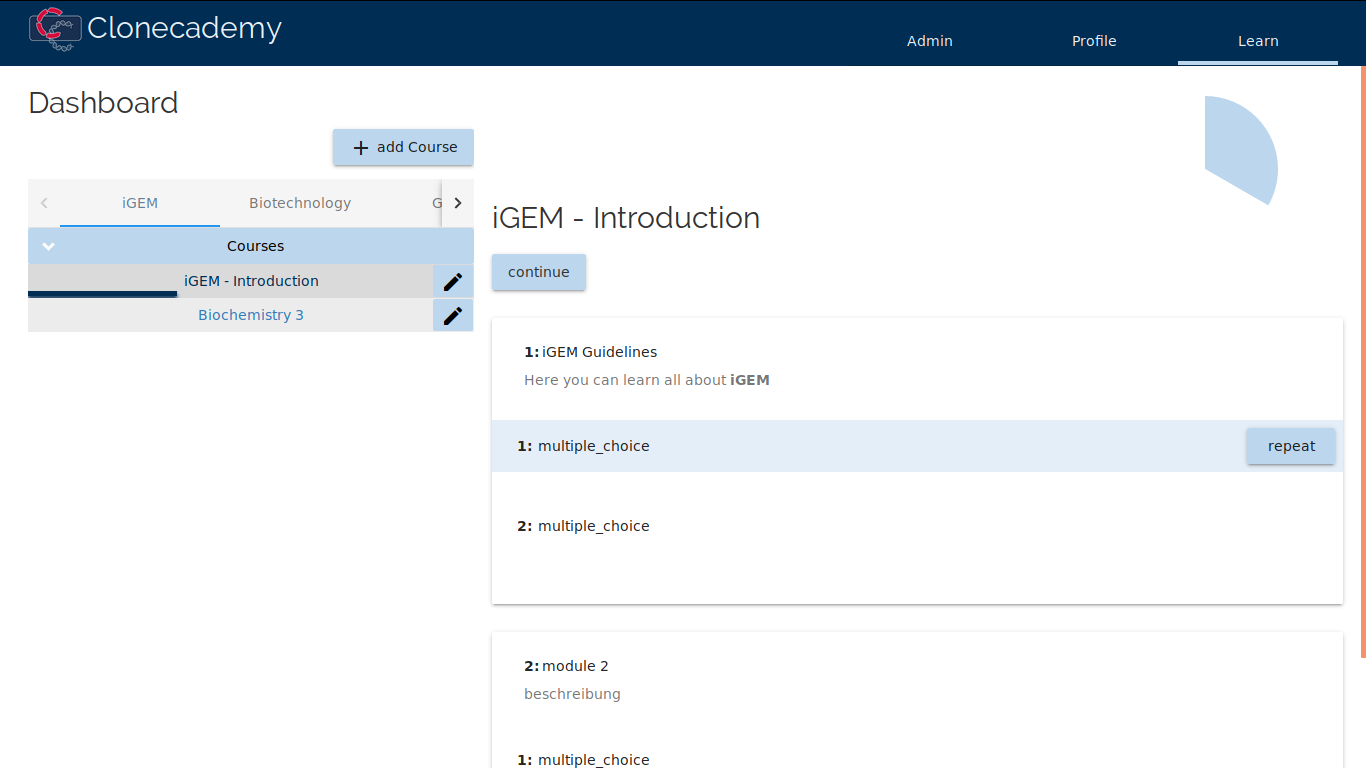 Clonecademy
Admin Profile Learn
Dashboard
add Course
iGEM Biotechnology G
Courses
iGEM - Introduction
Biochemistry 3
iGEM - Introduction
continue
1: iGEM Guidelines
Here you can learn all about iGEM
1: multiple_choice
repeat
2: multiple_choice
2: module 2
beschreibung
1: multiple_choice